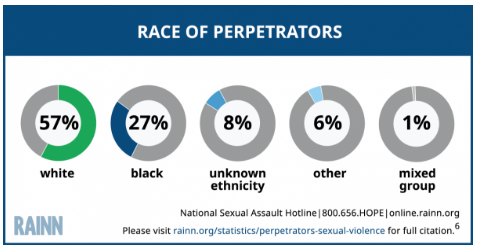 RACE OF PERPETRATORS
57% 27% 8% 6% 1%
white black unknown ethnicity other mixed group
National Sexual Assault Hotline|800.656.HOPE|online.rainn.org
RAINN
Please visit rainn.org/statistics/perpetrators-sexual-violence for full citation.6